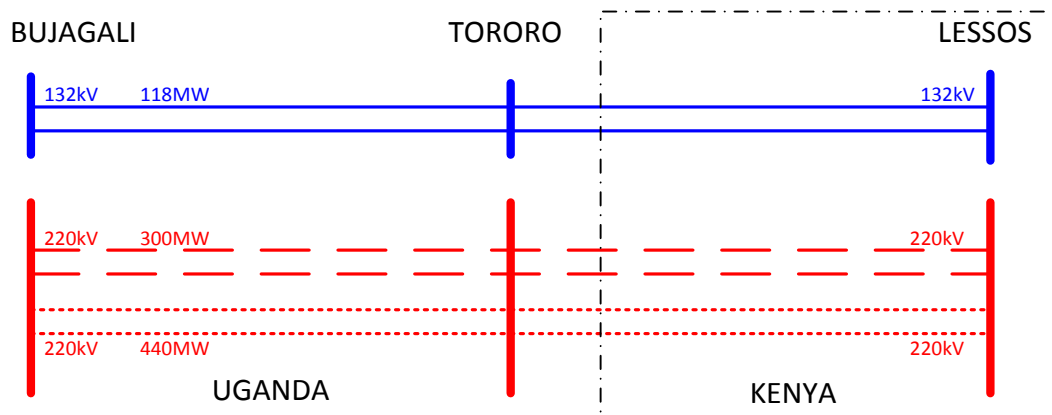 BUJAGALI TORORO LESSOS
132kV 118MW 132kV
220kV 300MW 220kV
220kV 440MW 220kV
UGANDA KENYA